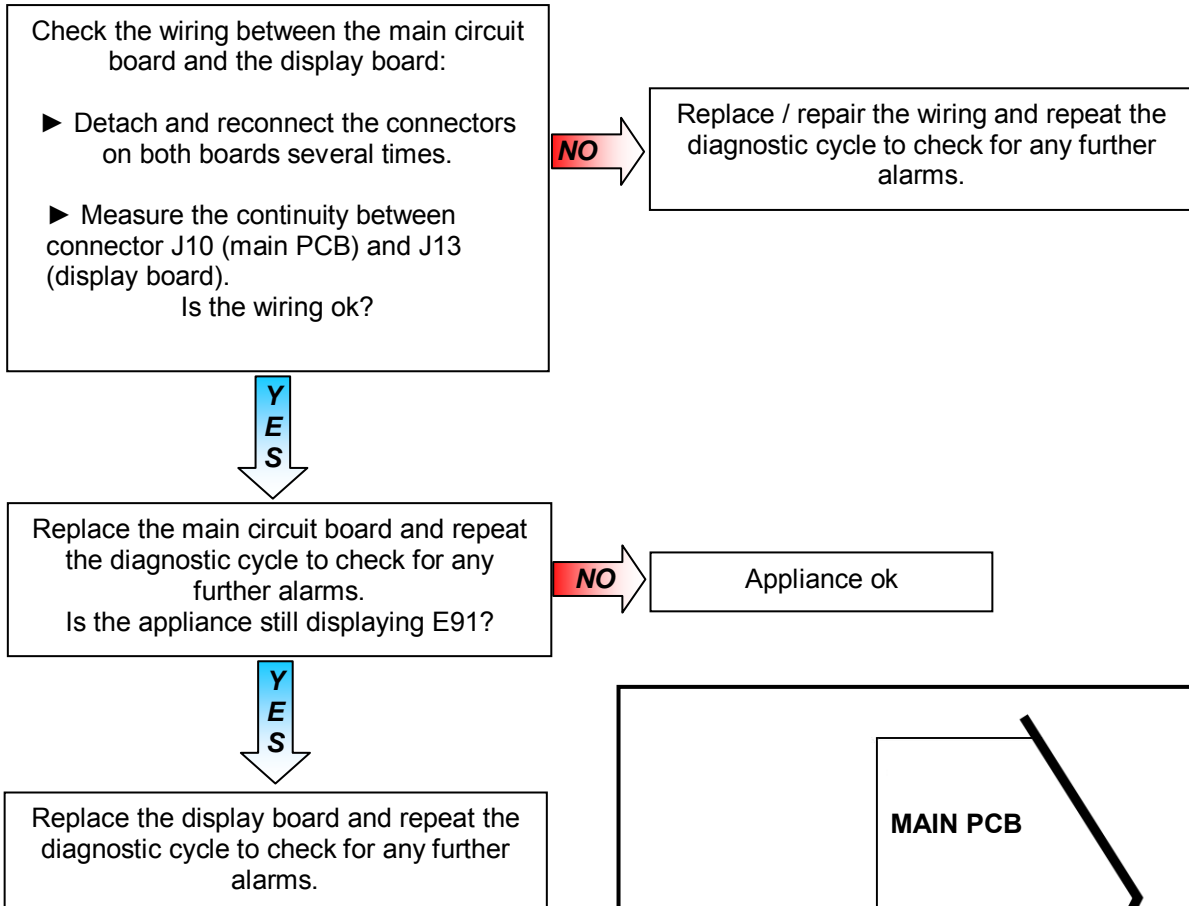 Check the wiring between the main circuit
board and the display board:
► Detach and reconnect the connectors
on both boards several times.
► Measure the continuity between
connector J10 (main PCB) and J13
(display board).
Is the wiring ok?
NO
Replace / repair the wiring and repeat the
diagnostic cycle to check for any further
alarms.
YES
Replace the main circuit board and repeat
the diagnostic cycle to check for any
further alarms.
Is the appliance still displaying E91?
NO
Appliance ok
YES
Replace the display board and repeat the
diagnostic cycle to check for any further
alarms.
MAIN PCB